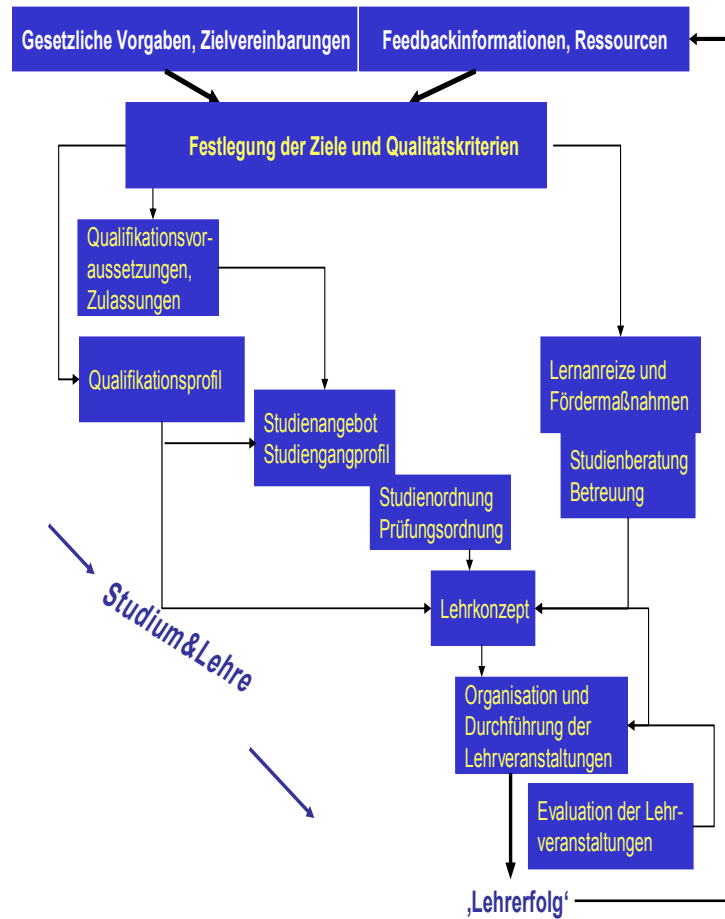 Gesetzliche Vorgaben, Zielvereinbarungen
Feedbackinformationen, Ressourcen
Festlegung der Ziele und Qualitätskriterien
Qualifikationsvor-
aussetzungen,
Zulassungen
Qualifikationsprofil
Lernanreize und
Fördermaßnahmen
Studienangebot
Studiengangprofil
Studienberatung
Betreuung
Studienordnung
Prüfungsordnung
Lehrkonzept
Studium&Lehre
Organisation und
Durchführung der
Lehrveranstaltungen
Evaluation der Lehr-
veranstaltungen
‚Lehrerfolg‘